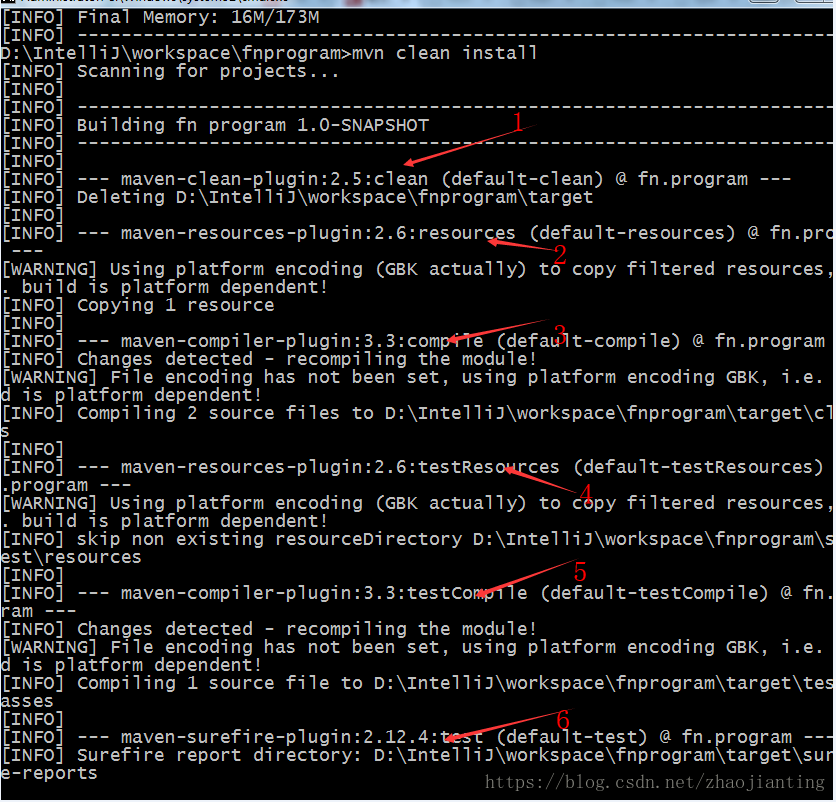 [INFO] Final Memory: 16M/173M
[INFO] ------------------------------------------------------------------------
D:\IntelliJ\workspace\fnprogram>mvn clean install
[INFO] Scanning for projects...
[INFO]
[INFO] ------------------------------------------------------------------------
[INFO] Building fn program 1.0-SNAPSHOT
[INFO] ------------------------------------------------------------------------
1
[INFO]
[INFO] --- maven-clean-plugin:2.5:clean (default-clean) @ fn.program ---
[INFO] Deleting D:\IntelliJ\workspace\fnprogram\target
[INFO]
[INFO] --- maven-resources-plugin:2.6:resources (default-resources) @ fn.pro
---
2
[WARNING] Using platform encoding (GBK actually) to copy filtered resources,
. build is platform dependent!
[INFO] Copying 1 resource
[INFO]
3
[INFO] --- maven-compiler-plugin:3.3:compile (default-compile) @ fn.program
[INFO] Changes detected - recompiling the module!
[WARNING] File encoding has not been set, using platform encoding GBK, i.e.
d is platform dependent!
[INFO] Compiling 2 source files to D:\IntelliJ\workspace\fnprogram\target\cl
s
[INFO]
[INFO] --- maven-resources-plugin:2.6:testResources (default-testResources)
.program ---
4
[WARNING] Using platform encoding (GBK actually) to copy filtered resources,
. build is platform dependent!
[INFO] skip non existing resourceDirectory D:\IntelliJ\workspace\fnprogram\s
est\resources
[INFO]
5
[INFO] --- maven-compiler-plugin:3.3:testCompile (default-testCompile) @ fn.
ram ---
[INFO] Changes detected - recompiling the module!
[WARNING] File encoding has not been set, using platform encoding GBK, i.e.
d is platform dependent!
[INFO] Compiling 1 source file to D:\IntelliJ\workspace\fnprogram\target\tes
asses
[INFO]
6
[INFO] --- maven-surefire-plugin:2.12.4:test (default-test) @ fn.program ---
[INFO] Surefire report directory: D:\IntelliJ\workspace\fnprogram\target\sur
e-reports
https://blog.csdn.net/zhaojianting